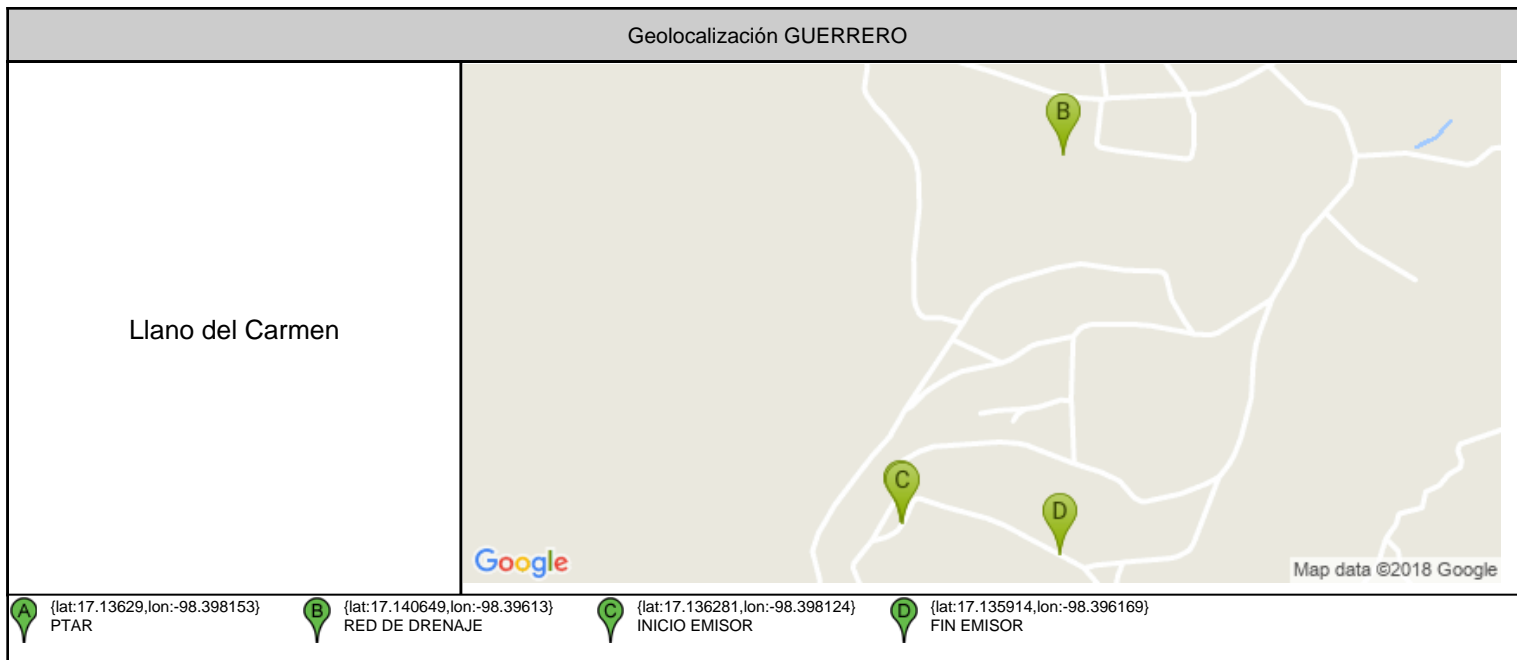 Geolocalización GUERRERO
Llano del Carmen
B
C
D
Google
Map data ©2018 Google
A {lat:17.13629,lon:-98.398153}
PTAR
B {lat:17.140649,lon:-98.39613}
RED DE DRENAJE
C {lat:17.136281,lon:-98.398124}
INICIO EMISOR
D {lat:17.135914,lon:-98.396169}
FIN EMISOR